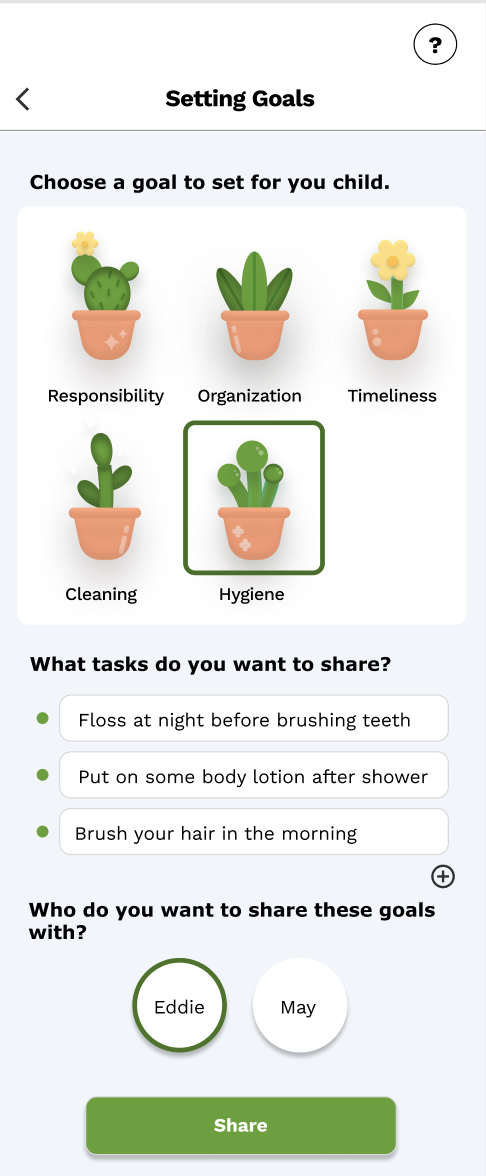 ?
Setting Goals
Choose a goal to set for you child.
Responsibility Organization Timeliness
Cleaning Hygiene
What tasks do you want to share?
Floss at night before brushing teeth
Put on some body lotion after shower
Brush your hair in the morning
Who do you want to share these goals
with?
Eddie May
Share